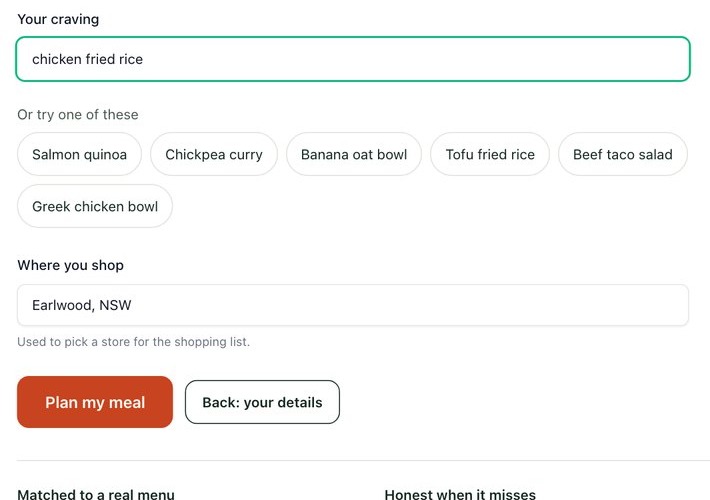 Your craving
chicken fried rice
Or try one of these
Salmon quinoa Chickpea curry Banana oat bowl Tofu fried rice Beef taco salad
Greek chicken bowl
Where you shop
Earlwood, NSW
Used to pick a store for the shopping list.
Plan my meal Back: your details
Matched to a real menu Honest when it misses